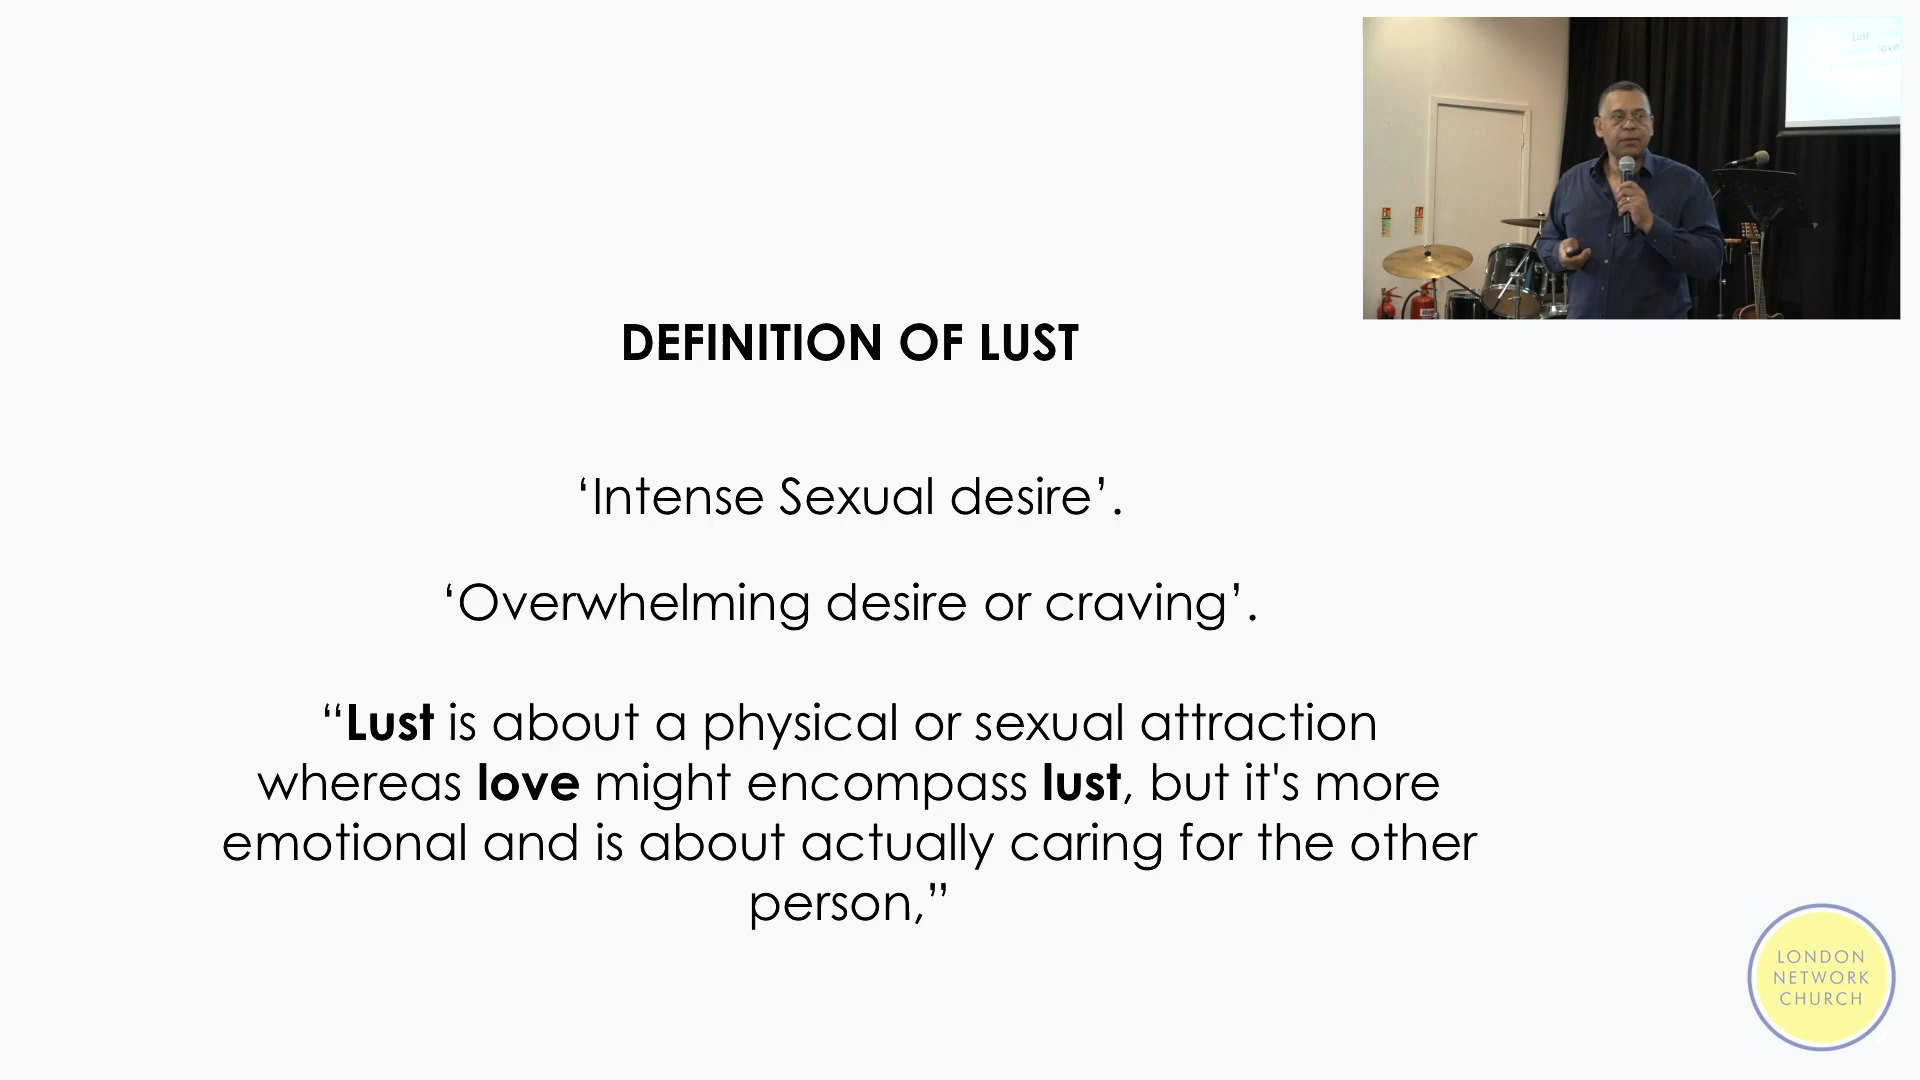 Lust
love
DEFINITION OF LUST
‘Intense Sexual desire’.
‘Overwhelming desire or craving’.
“Lust is about a physical or sexual attraction
whereas love might encompass lust, but it's more
emotional and is about actually caring for the other
person,”
LONDON
NETWORK
CHURCH